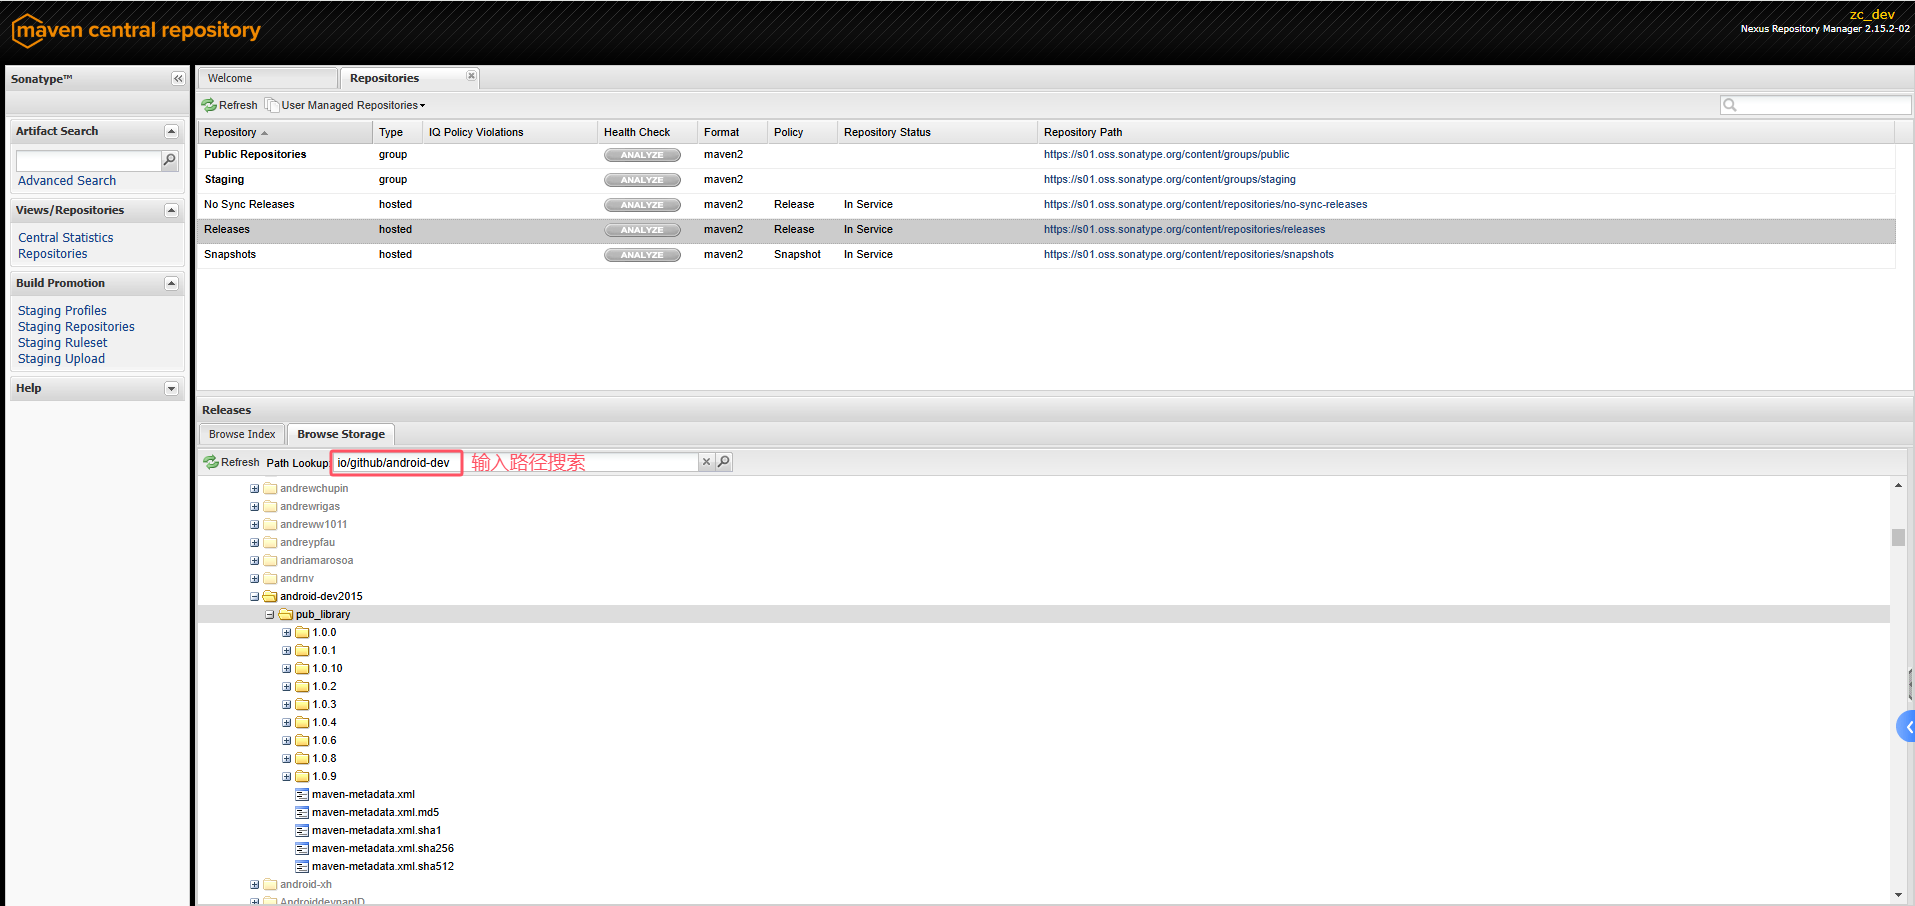 maven central repository
zc_dev
Nexus Repository Manager 2.15.2-02
Sonatype™
Artifact Search
Advanced Search
Views/Repositories
Central Statistics
Repositories
Build Promotion
Staging Profiles
Staging Repositories
Staging Ruleset
Staging Upload
Help
Welcome
Repositories
Refresh User Managed Repositories
Repository Type IQ Policy Violations Health Check Format Policy Repository Status Repository Path
Public Repositories group ANALYZE maven2 https://s01.oss.sonatype.org/content/groups/public
Staging group ANALYZE maven2 https://s01.oss.sonatype.org/content/groups/staging
No Sync Releases hosted ANALYZE maven2 Release In Service https://s01.oss.sonatype.org/content/repositories/no-sync-releases
Releases hosted ANALYZE maven2 Release In Service https://s01.oss.sonatype.org/content/repositories/releases
Snapshots hosted ANALYZE maven2 Snapshot In Service https://s01.oss.sonatype.org/content/repositories/snapshots
Releases
Browse Index
Browse Storage
Refresh Path Lookup: io/github/android-dev 输入路径搜索
andrewchupin
andrewrigas
andreww1011
andreypfau
andriamarosoa
andrnv
android-dev2015
pub_library
1.0.0
1.0.1
1.0.10
1.0.2
1.0.3
1.0.4
1.0.6
1.0.8
1.0.9
maven-metadata.xml
maven-metadata.xml.md5
maven-metadata.xml.sha1
maven-metadata.xml.sha256
maven-metadata.xml.sha512
android-xh